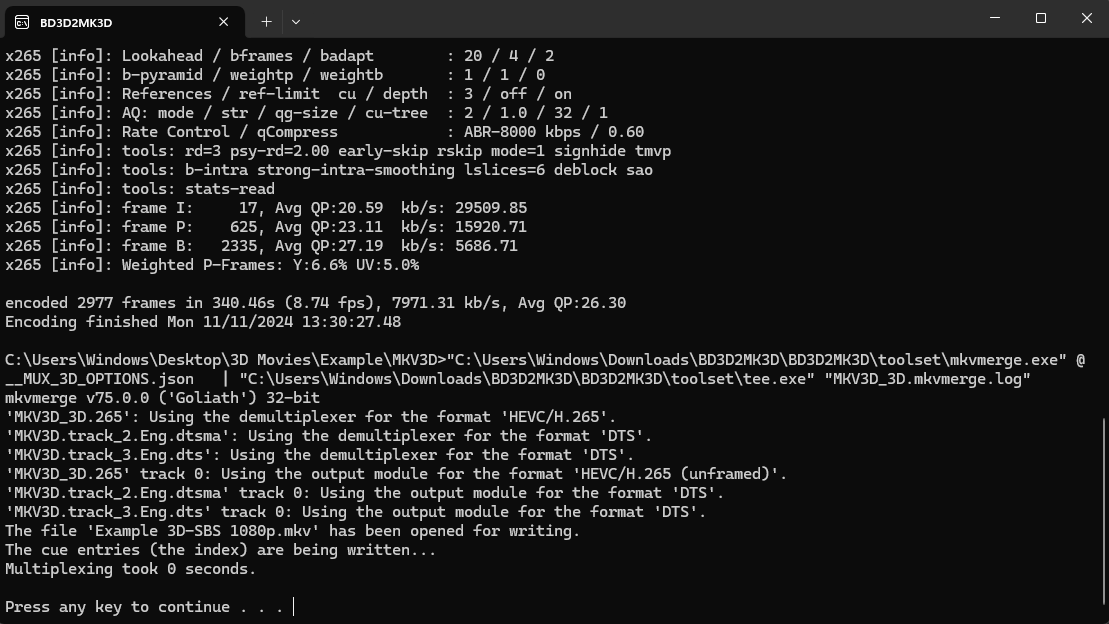 BD3D2MK3D
x265 [info]: Lookahead / bframes / badapt        : 20 / 4 / 2
x265 [info]: b-pyramid / weightp / weightb       : 1 / 1 / 0
x265 [info]: References / ref-limit  cu / depth  : 3 / off / on
x265 [info]: AQ: mode / str / qg-size / cu-tree  : 2 / 1.0 / 32 / 1
x265 [info]: Rate Control / qCompress            : ABR-8000 kbps / 0.60
x265 [info]: tools: rd=3 psy-rd=2.00 early-skip rskip mode=1 signhide tmvp
x265 [info]: tools: b-intra strong-intra-smoothing lslices=6 deblock sao
x265 [info]: tools: stats-read
x265 [info]: frame I:     17, Avg QP:20.59  kb/s: 29509.85
x265 [info]: frame P:    625, Avg QP:23.11  kb/s: 15920.71
x265 [info]: frame B:   2335, Avg QP:27.19  kb/s: 5686.71
x265 [info]: Weighted P-Frames: Y:6.6% UV:5.0%

encoded 2977 frames in 340.46s (8.74 fps), 7971.31 kb/s, Avg QP:26.30
Encoding finished Mon 11/11/2024 13:30:27.48

C:\Users\Windows\Desktop\3D Movies\Example\MKV3D>"C:\Users\Windows\Downloads\BD3D2MK3D\BD3D2MK3D\toolset\mkvmerge.exe" @
__MUX_3D_OPTIONS.json   | "C:\Users\Windows\Downloads\BD3D2MK3D\BD3D2MK3D\toolset\tee.exe" "MKV3D_3D.mkvmerge.log"
mkvmerge v75.0.0 ('Goliath') 32-bit
'MKV3D_3D.265': Using the demultiplexer for the format 'HEVC/H.265'.
'MKV3D.track_2.Eng.dtsma': Using the demultiplexer for the format 'DTS'.
'MKV3D.track_3.Eng.dts': Using the demultiplexer for the format 'DTS'.
'MKV3D_3D.265' track 0: Using the output module for the format 'HEVC/H.265 (unframed)'.
'MKV3D.track_2.Eng.dtsma' track 0: Using the output module for the format 'DTS'.
'MKV3D.track_3.Eng.dts' track 0: Using the output module for the format 'DTS'.
The file 'Example 3D-SBS 1080p.mkv' has been opened for writing.
The cue entries (the index) are being written...
Multiplexing took 0 seconds.

Press any key to continue . . .